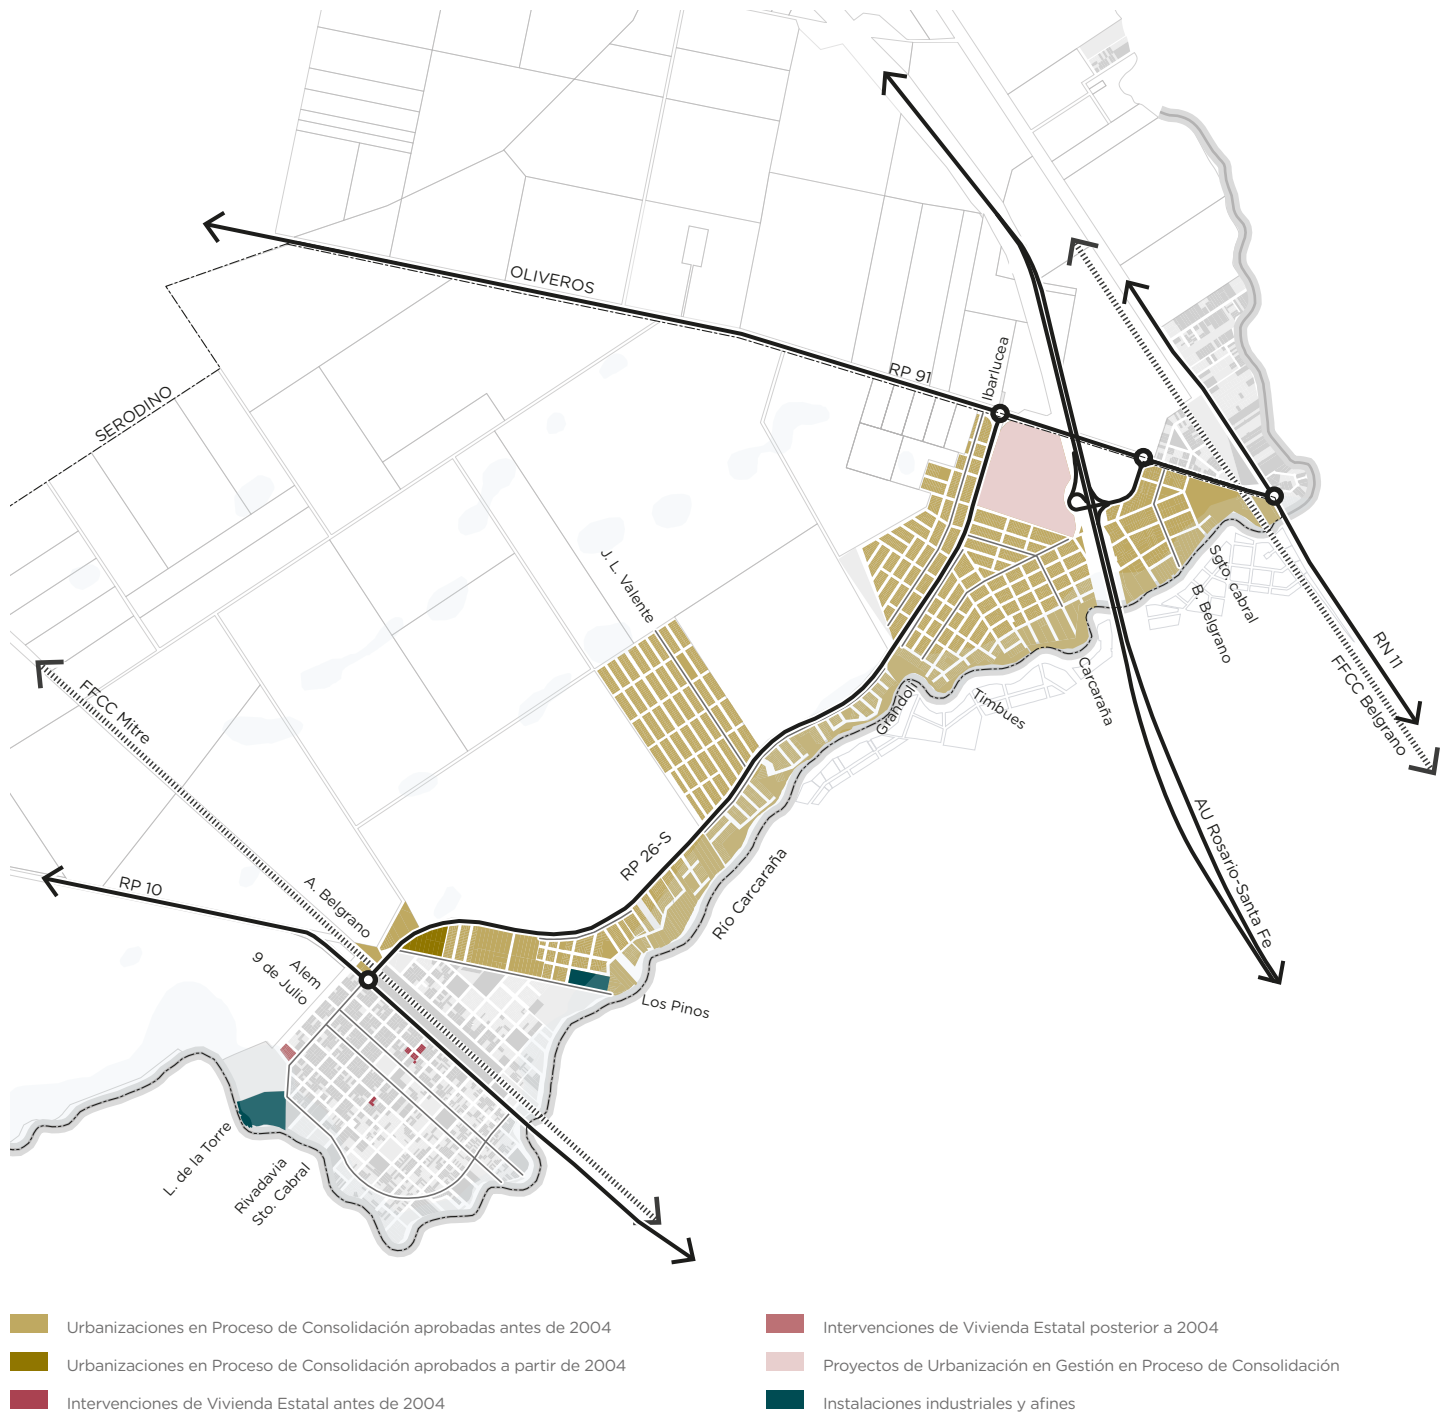 OLIVEROS
Ibarlucea
RP 91
SERODINO
J. L. Valente
Sgto. cabral
B. Belgrano
RN 11
FFCC Belgrano
Carcaraña
Grandoli
Timbues
FFCC Mitre
AU Rosario-Santa Fe
RP 26-S
Río Carcaraña
RP 10
A. Belgrano
Alem
9 de Julio
Los Pinos
L. de la Torre
Rivadavia
Sto. Cabral
Urbanizaciones en Proceso de Consolidación aprobadas antes de 2004
Urbanizaciones en Proceso de Consolidación aprobados a partir de 2004
Intervenciones de Vivienda Estatal antes de 2004
Intervenciones de Vivienda Estatal posterior a 2004
Proyectos de Urbanización en Gestión en Proceso de Consolidación
Instalaciones industriales y afines